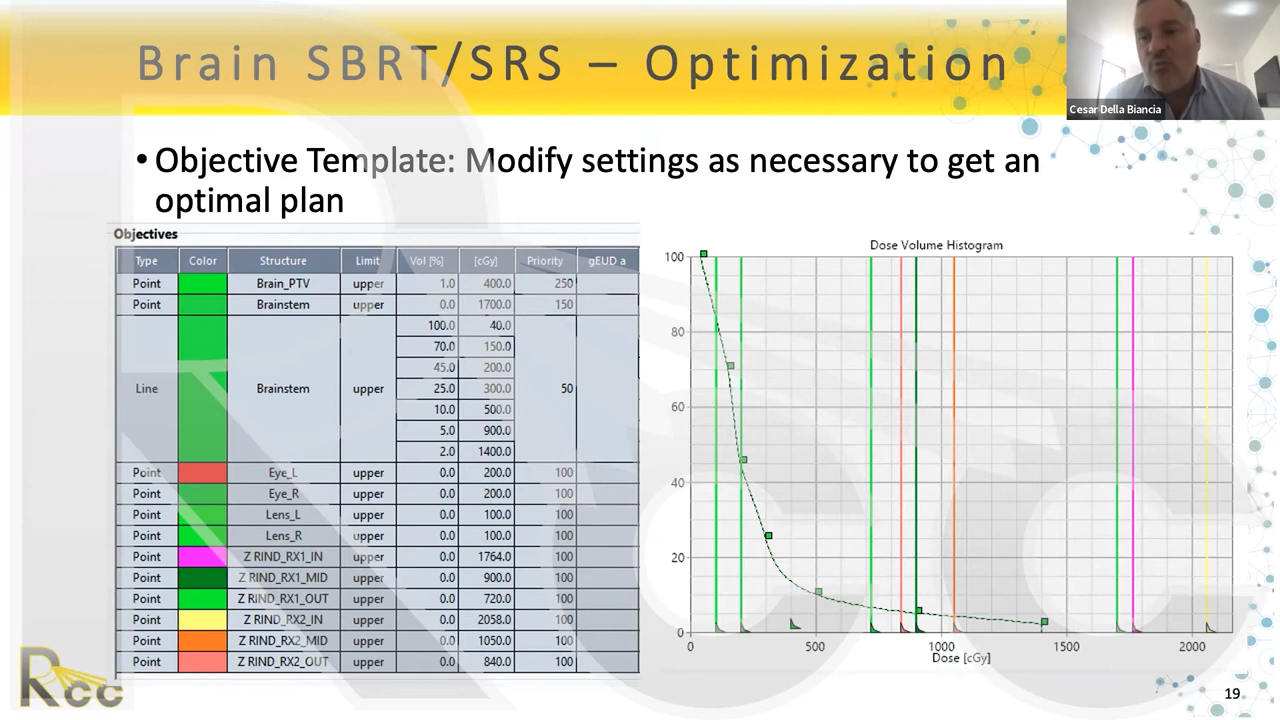 Brain SBRT/SRS – Optimization
Cesar Della Biancia
• Objective Template: Modify settings as necessary to get an
optimal plan
Objectives
Type Color Structure Limit Vol [%] [cGy] Priority gEUD a
Point Brain_PTV upper 1.0 400.0 250
Point Brainstem upper 0.0 1700.0 150
100.0 40.0
70.0 150.0
45.0 200.0
Line Brainstem upper 25.0 300.0 50
10.0 500.0
5.0 900.0
2.0 1400.0
Point Eye_L upper 0.0 200.0 100
Point Eye_R upper 0.0 200.0 100
Point Lens_L upper 0.0 100.0 100
Point Lens_R upper 0.0 100.0 100
Point Z RIND_RX1_IN upper 0.0 1764.0 100
Point Z RIND_RX1_MID upper 0.0 900.0 100
Point Z RIND_RX1_OUT upper 0.0 720.0 100
Point Z RIND_RX2_IN upper 0.0 2058.0 100
Point Z RIND_RX2_MID upper 0.0 1050.0 100
Point Z RIND_RX2_OUT upper 0.0 840.0 100
Dose Volume Histogram
100
80
60
40
20
0
0 500 1000 1500 2000
Dose [cGy]
Rcc
19